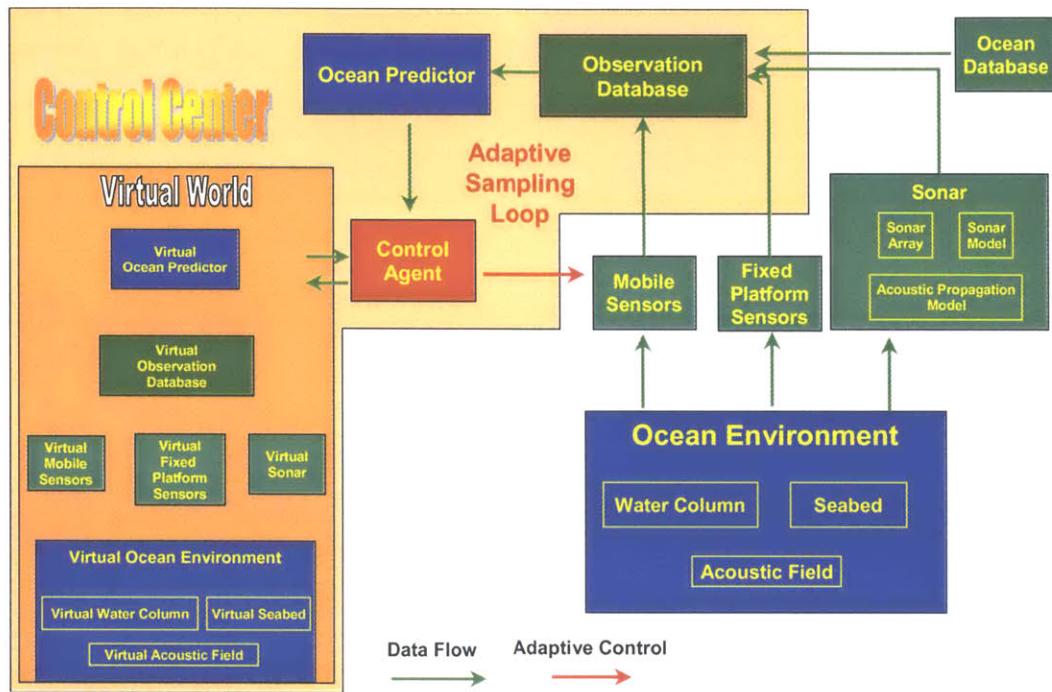 Control Center
Ocean Predictor
Observation
Database
Ocean
Database
Adaptive
Sampling
Loop
Virtual World
Virtual
Ocean Predictor
Control
Agent
Mobile
Sensors
Fixed
Platform
Sensors
Sonar
Sonar
Array
Sonar
Model
Acoustic Propagation
Model
Virtual
Observation
Database
Virtual
Mobile
Sensors
Virtual
Fixed
Platform
Sensors
Virtual
Sonar
Ocean Environment
Water Column
Seabed
Acoustic Field
Virtual Ocean Environment
Virtual Water Column
Virtual Seabed
Virtual Acoustic Field
Data Flow
Adaptive Control